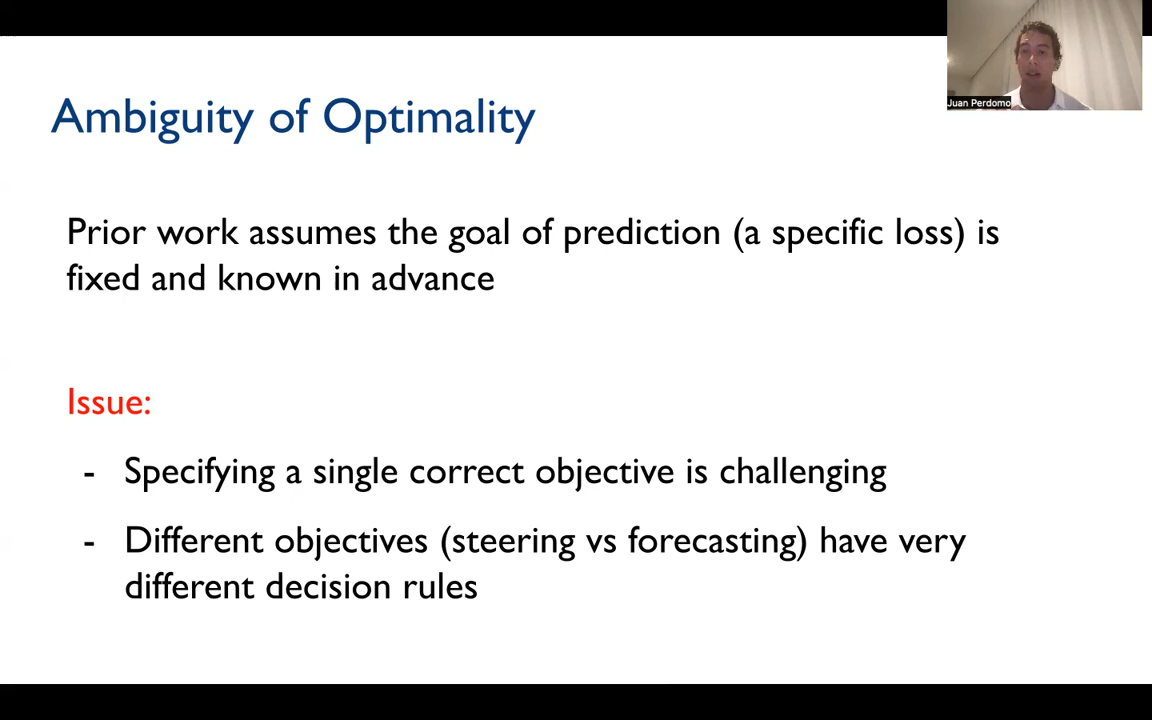 Juan Perdomo
Ambiguity of Optimality
Prior work assumes the goal of prediction (a specific loss) is
fixed and known in advance
Issue:
- Specifying a single correct objective is challenging
- Different objectives (steering vs forecasting) have very
different decision rules